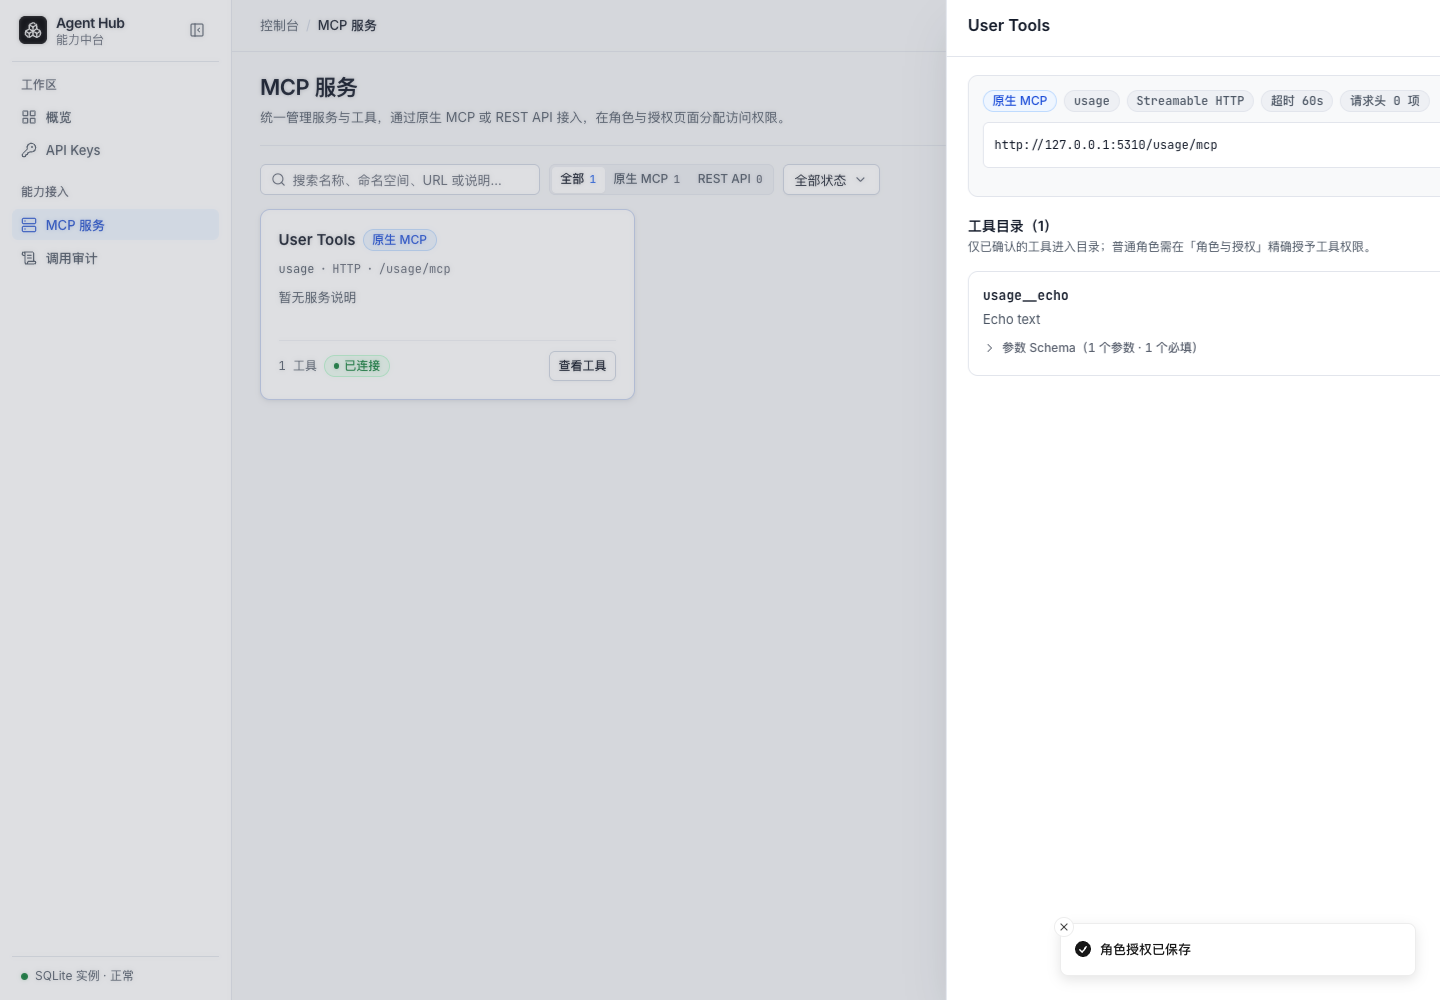 Agent Hub
能力中台
工作区
概览
API Keys
能力接入
MCP 服务
调用审计
SQLite 实例 · 正常
控制台 / MCP 服务
MCP 服务
统一管理服务与工具，通过原生 MCP 或 REST API 接入，在角色与授权页面分配访问权限。
搜索名称、命名空间、URL 或说明...
全部 1 原生 MCP 1 REST API 0
全部状态
User Tools 原生 MCP
usage · HTTP · /usage/mcp
暂无服务说明
1 工具 已连接 查看工具
User Tools
原生 MCP usage Streamable HTTP 超时 60s 请求头 0 项
http://127.0.0.1:5310/usage/mcp
工具目录（1）
仅已确认的工具进入目录；普通角色需在「角色与授权」精确授予工具权限。
usage__echo
Echo text
参数 Schema（1 个参数 · 1 个必填）
角色授权已保存